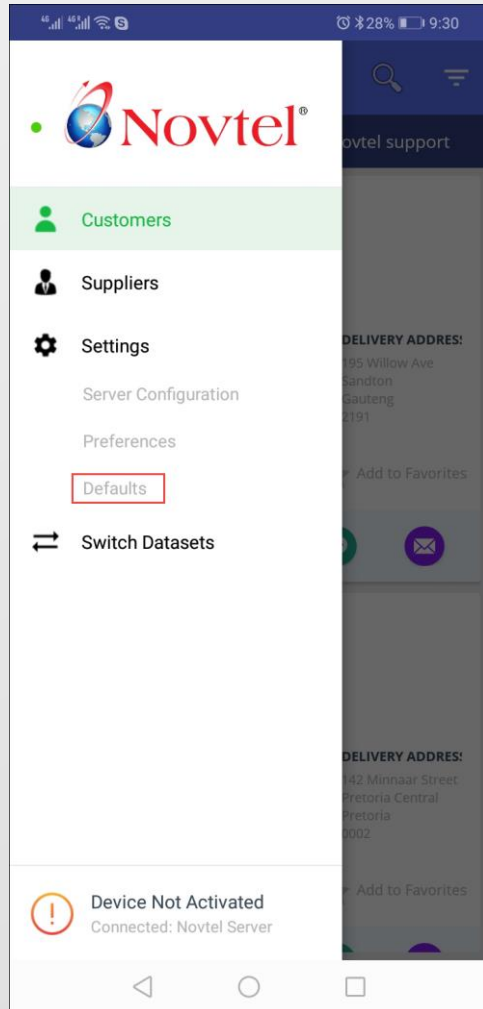 46 46 28% 9:30
Novtel®
ovtel support
Customers
Suppliers
Settings
Server Configuration
Preferences
Defaults
Switch Datasets
DELIVERY ADDRES
195 Willow Ave
Sandton
Gauteng
2191
Add to Favorites
DELIVERY ADDRES
142 Minnaar Street
Pretoria Central
Pretoria
0002
Add to Favorites
Device Not Activated
Connected: Novtel Server